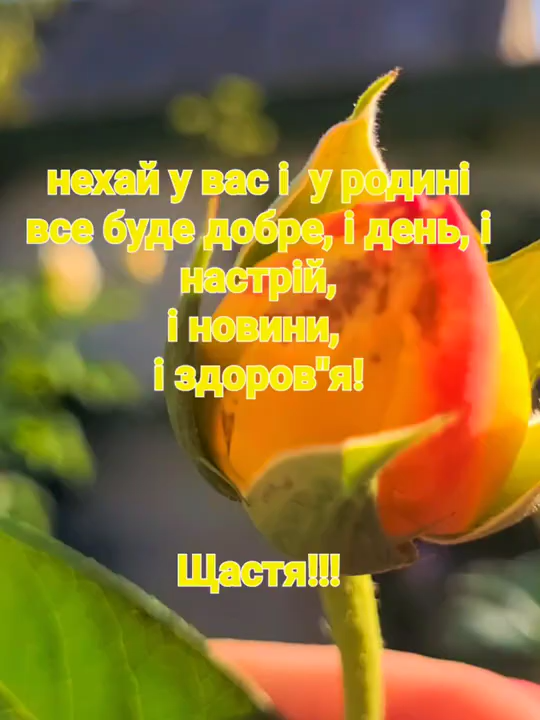 нехай у вас і  у родині
все буде добре, і день, і
настрій,
і новини,
і здоров"я!
Щастя!!!